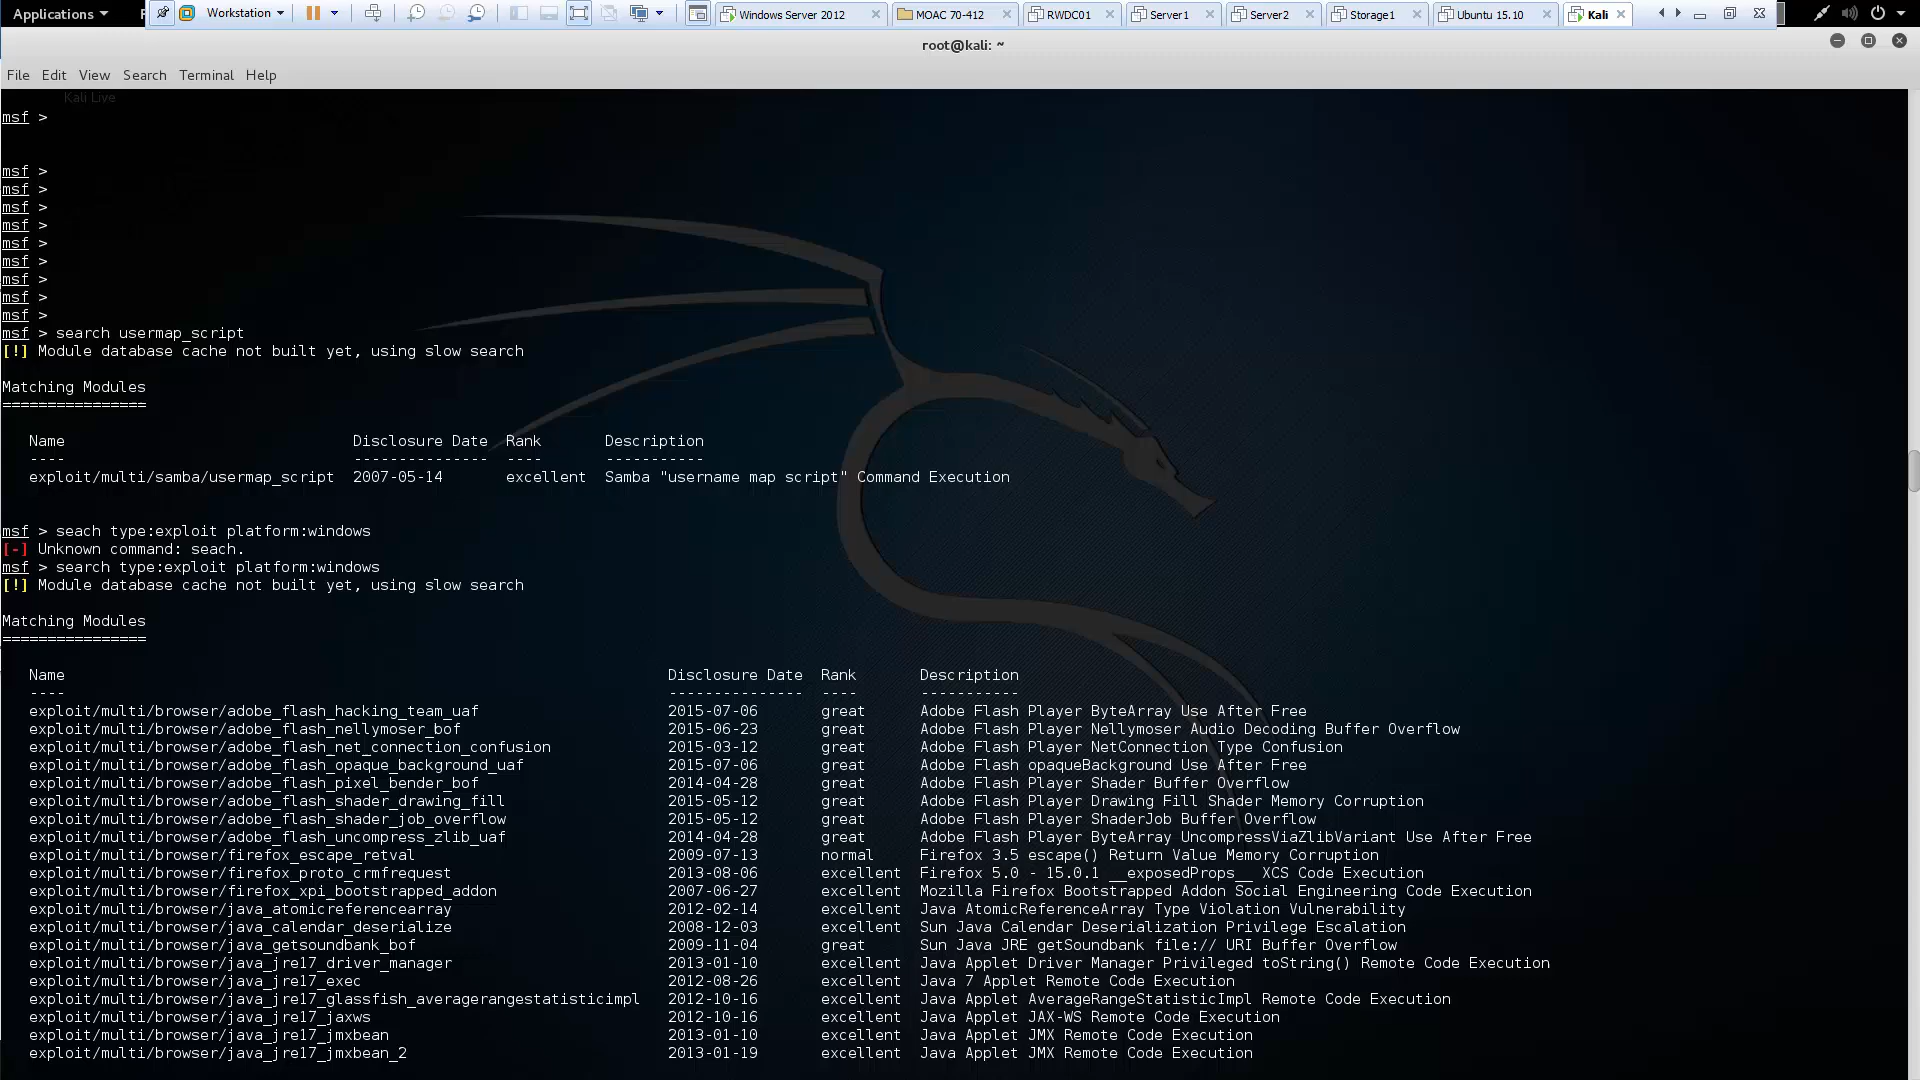 Applications Workstation Windows Server 2012 MOAC 70-412 RWDC01 Server1 Server2 Storage1 Ubuntu 15.10 Kali
root@kali: ~
File Edit View Search Terminal Help
Kali Live
msf >
msf >
msf >
msf >
msf >
msf >
msf >
msf >
msf >
msf >
msf > search usermap_script
[!] Module database cache not built yet, using slow search
Matching Modules
================
Name Disclosure Date Rank Description
---- --------------- ---- -----------
exploit/multi/samba/usermap_script 2007-05-14 excellent Samba "username map script" Command Execution
msf > seach type:exploit platform:windows
[-] Unknown command: seach.
msf > search type:exploit platform:windows
[!] Module database cache not built yet, using slow search
Matching Modules
================
Name Disclosure Date Rank Description
---- --------------- ---- -----------
exploit/multi/browser/adobe_flash_hacking_team_uaf 2015-07-06 great Adobe Flash Player ByteArray Use After Free
exploit/multi/browser/adobe_flash_nellymoser_bof 2015-06-23 great Adobe Flash Player Nellymoser Audio Decoding Buffer Overflow
exploit/multi/browser/adobe_flash_net_connection_confusion 2015-03-12 great Adobe Flash Player NetConnection Type Confusion
exploit/multi/browser/adobe_flash_opaque_background_uaf 2015-07-06 great Adobe Flash opaqueBackground Use After Free
exploit/multi/browser/adobe_flash_pixel_bender_bof 2014-04-28 great Adobe Flash Player Shader Buffer Overflow
exploit/multi/browser/adobe_flash_shader_drawing_fill 2015-05-12 great Adobe Flash Player Drawing Fill Shader Memory Corruption
exploit/multi/browser/adobe_flash_shader_job_overflow 2015-05-12 great Adobe Flash Player ShaderJob Buffer Overflow
exploit/multi/browser/adobe_flash_uncompress_zlib_uaf 2014-04-28 great Adobe Flash Player ByteArray UncompressViaZlibVariant Use After Free
exploit/multi/browser/firefox_escape_retval 2009-07-13 normal Firefox 3.5 escape() Return Value Memory Corruption
exploit/multi/browser/firefox_proto_crmfrequest 2013-08-06 excellent Firefox 5.0 - 15.0.1 __exposedProps__ XCS Code Execution
exploit/multi/browser/firefox_xpi_bootstrapped_addon 2007-06-27 excellent Mozilla Firefox Bootstrapped Addon Social Engineering Code Execution
exploit/multi/browser/java_atomicreferencearray 2012-02-14 excellent Java AtomicReferenceArray Type Violation Vulnerability
exploit/multi/browser/java_calendar_deserialize 2008-12-03 excellent Sun Java Calendar Deserialization Privilege Escalation
exploit/multi/browser/java_getsoundbank_bof 2009-11-04 great Sun Java JRE getSoundbank file:// URI Buffer Overflow
exploit/multi/browser/java_jre17_driver_manager 2013-01-10 excellent Java Applet Driver Manager Privileged toString() Remote Code Execution
exploit/multi/browser/java_jre17_exec 2012-08-26 excellent Java 7 Applet Remote Code Execution
exploit/multi/browser/java_jre17_glassfish_averagerangestatisticimpl 2012-10-16 excellent Java Applet AverageRangeStatisticImpl Remote Code Execution
exploit/multi/browser/java_jre17_jaxws 2012-10-16 excellent Java Applet JAX-WS Remote Code Execution
exploit/multi/browser/java_jre17_jmxbean 2013-01-10 excellent Java Applet JMX Remote Code Execution
exploit/multi/browser/java_jre17_jmxbean_2 2013-01-19 excellent Java Applet JMX Remote Code Execution